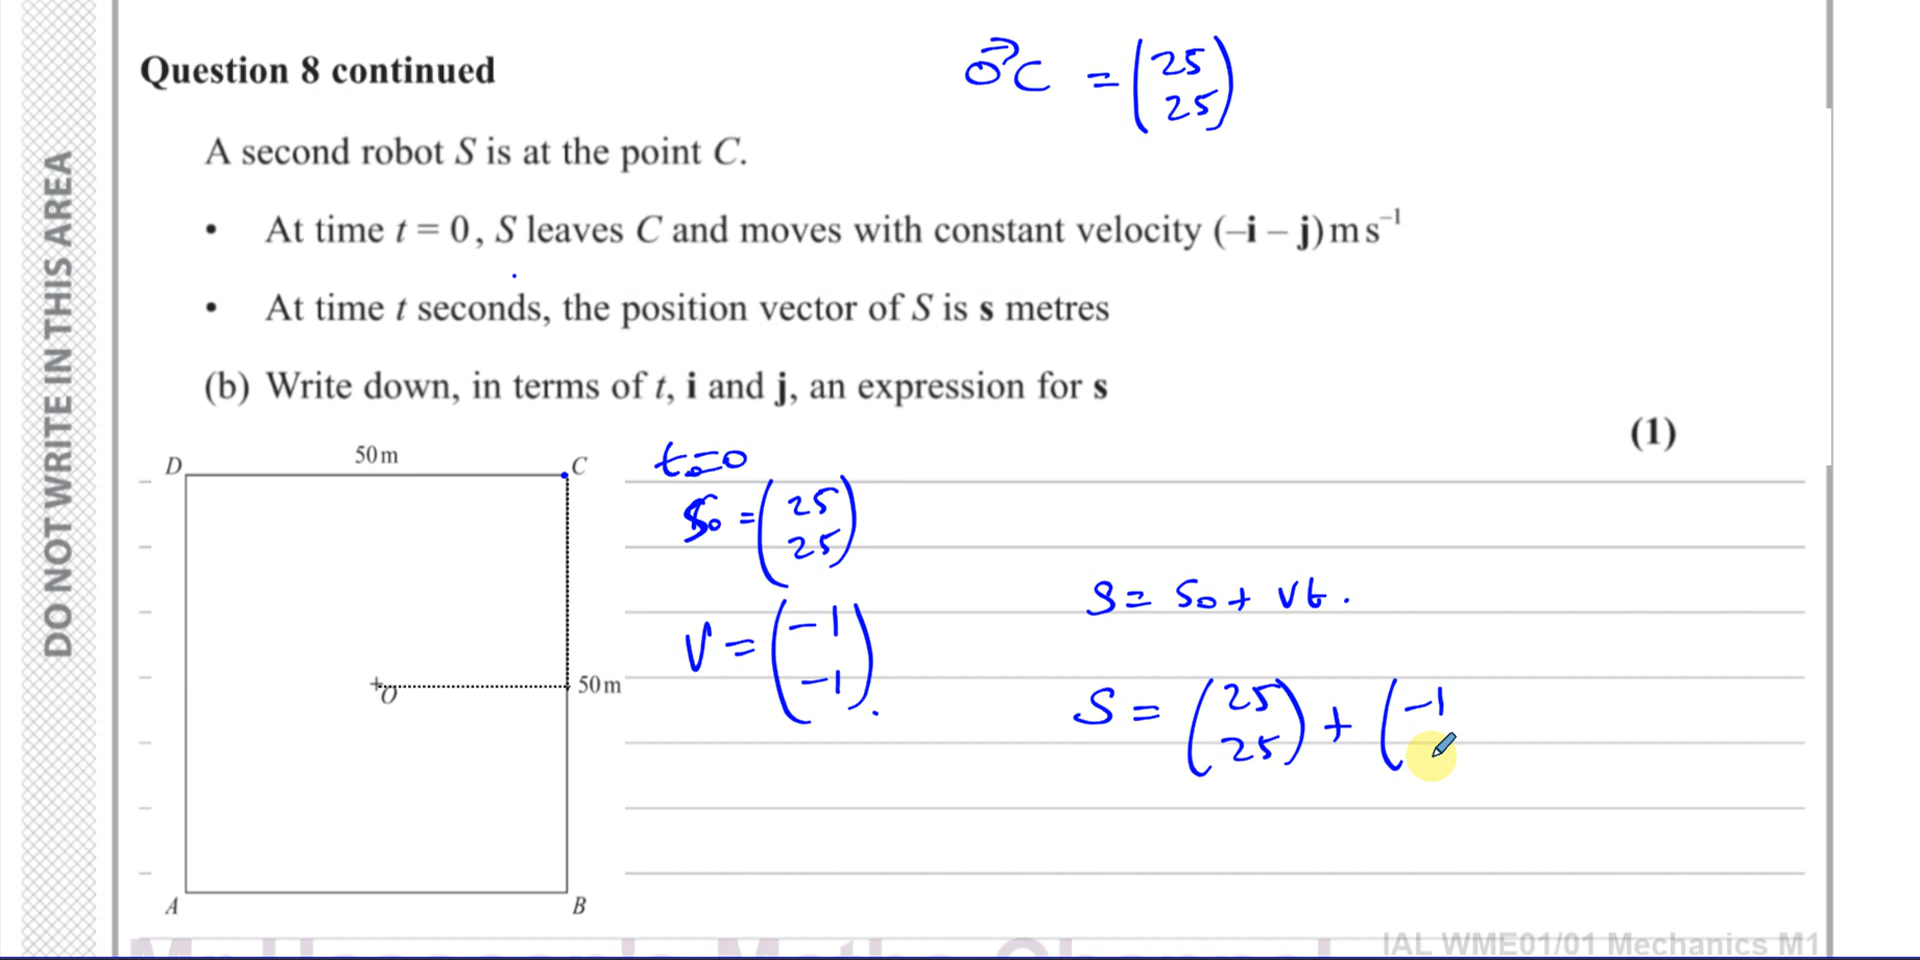 DO NOT WRITE IN THIS AREA
Question 8 continued
O⃗C = (25 25)
A second robot S is at the point C.
• At time t = 0, S leaves C and moves with constant velocity (–i – j) m s⁻¹
• At time t seconds, the position vector of S is s metres
(b) Write down, in terms of t, i and j, an expression for s
(1)
D 50 m C
t=0
S₀ = (25 25)
S = S₀ + Vt.
V = (-1 -1).
O 50 m
S = (25 25) + (-1
A B
IAL WME01/01 Mechanics M1